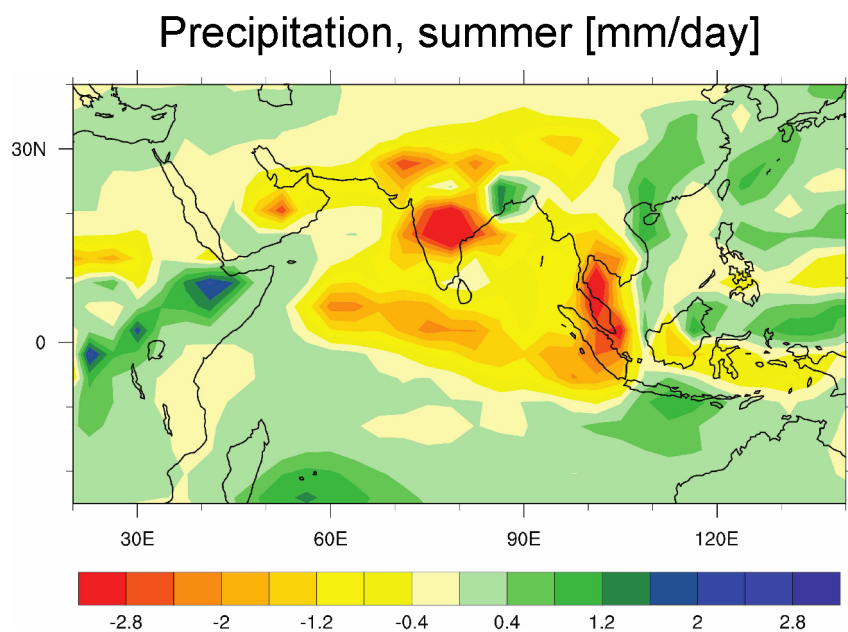 Precipitation, summer [mm/day]
30N
0
30E 60E 90E 120E
-2.8 -2 -1.2 -0.4 0.4 1.2 2 2.8